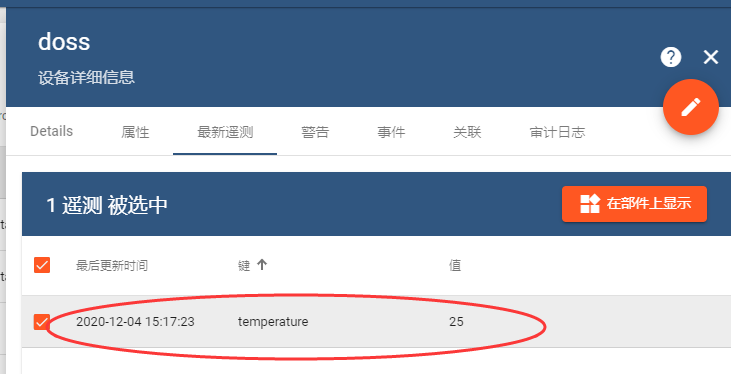 doss
设备详细信息
?
Details 属性 最新遥测 警告 事件 关联 审计日志
1 遥测 被选中 在部件上显示
最后更新时间 键 值
2020-12-04 15:17:23 temperature 25